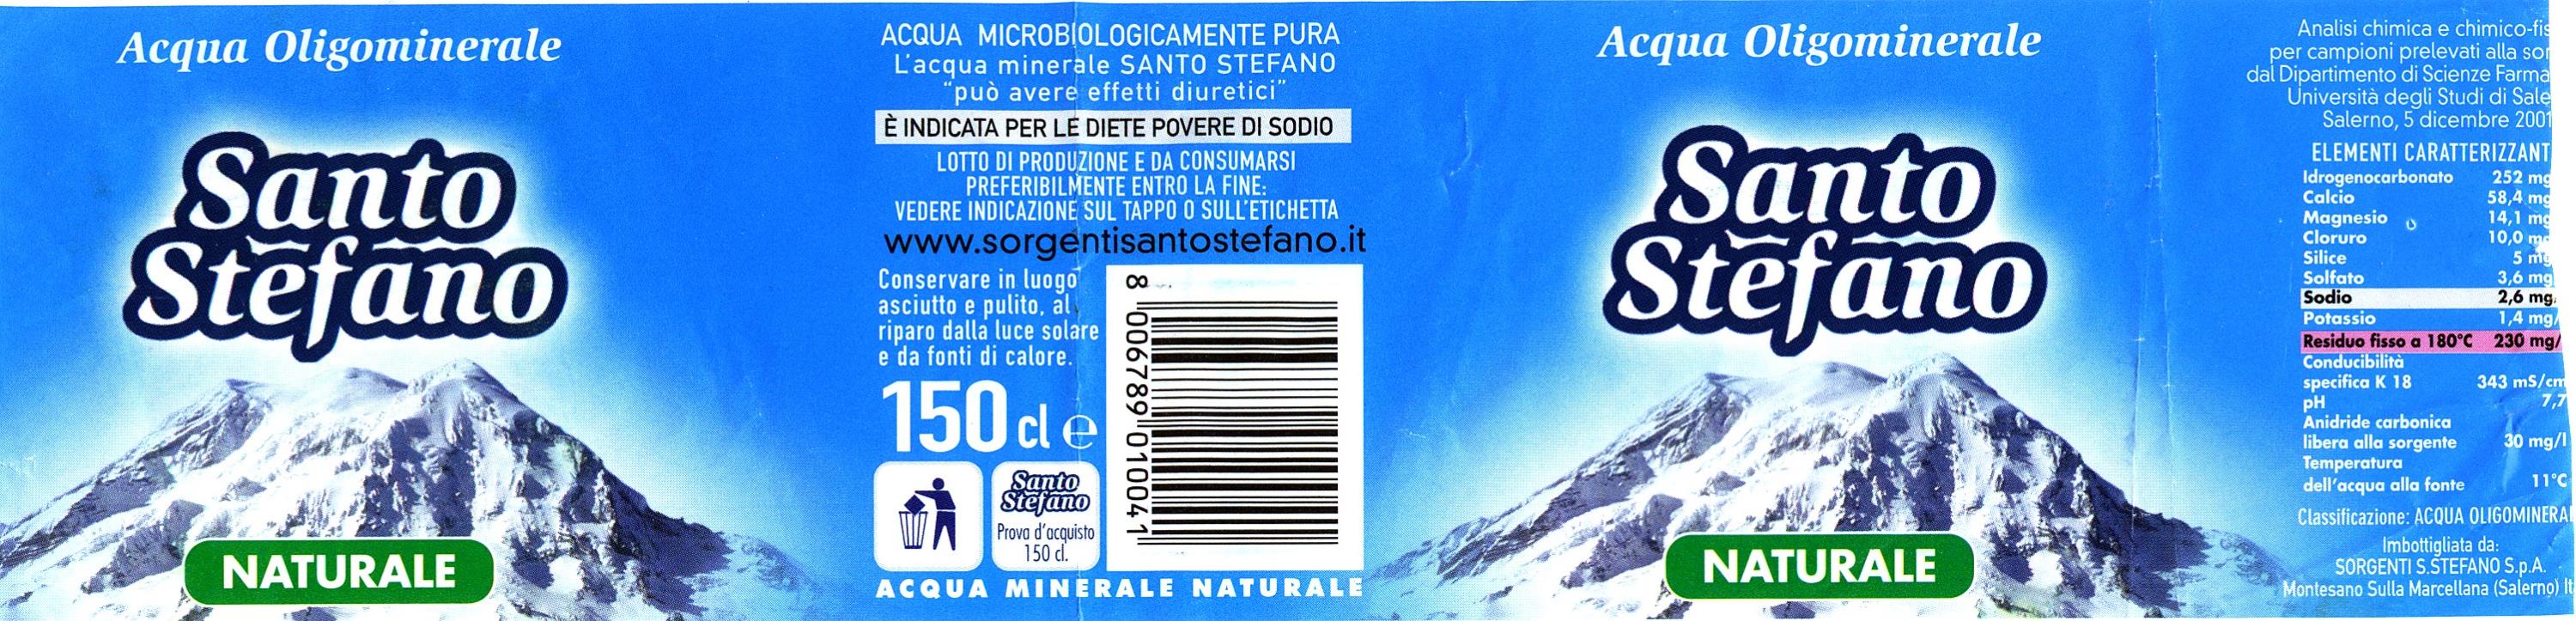 Acqua Oligominerale
Santo
Stefano
NATURALE
ACQUA MICROBIOLOGICAMENTE PURA
L'acqua minerale SANTO STEFANO
"può avere effetti diuretici"
È INDICATA PER LE DIETE POVERE DI SODIO
LOTTO DI PRODUZIONE E DA CONSUMARSI
PREFERIBILMENTE ENTRO LA FINE:
VEDERE INDICAZIONE SUL TAPPO O SULL'ETICHETTA
www.sorgentisantostefano.it
Conservare in luogo
asciutto e pulito, al
riparo dalla luce solare
e da fonti di calore.
150 cl e
Santo
Stefano
Prova d'acquisto
150 cl.
8 006789 010041
ACQUA MINERALE NATURALE
Acqua Oligominerale
Santo
Stefano
NATURALE
Analisi chimica e chimico-fis
per campioni prelevati alla sor
dal Dipartimento di Scienze Farma
Università degli Studi di Sale
Salerno, 5 dicembre 2001
ELEMENTI CARATTERIZZANT
Idrogenocarbonato 252 mg
Calcio 58,4 mg
Magnesio 14,1 mg
Cloruro 10,0 mg
Silice 5 mg
Solfato 3,6 mg
Sodio 2,6 mg
Potassio 1,4 mg/
Residuo fisso a 180°C 230 mg/
Conducibilità
specifica K 18 343 mS/cm
pH 7,7
Anidride carbonica
libera alla sorgente 30 mg/l
Temperatura
dell'acqua alla fonte 11°C
Classificazione: ACQUA OLIGOMINERAL
Imbottigliata da:
SORGENTI S.STEFANO S.p.A.
Montesano Sulla Marcellana (Salerno) It